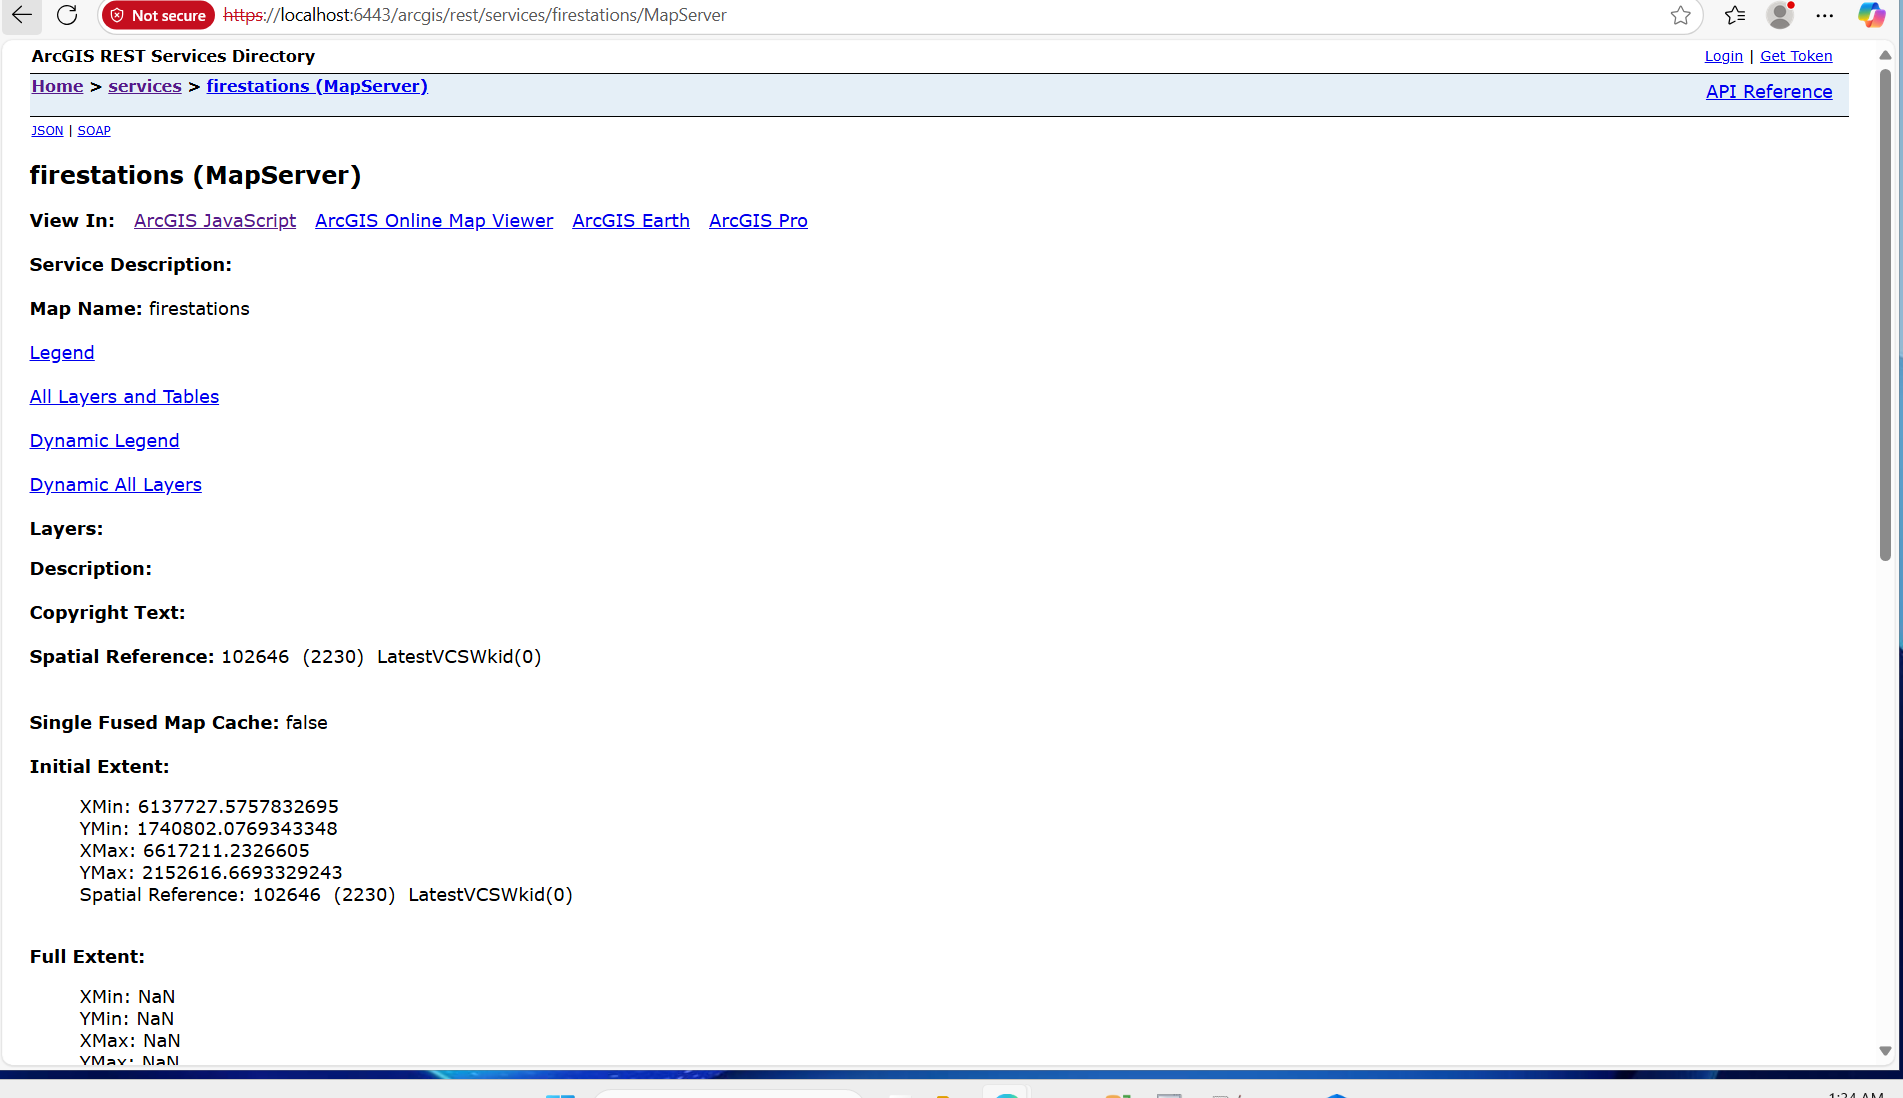 Not secure https://localhost:6443/arcgis/rest/services/firestations/MapServer
ArcGIS REST Services Directory
Login | Get Token
Home > services > firestations (MapServer)
API Reference
JSON | SOAP
firestations (MapServer)
View In: ArcGIS JavaScript ArcGIS Online Map Viewer ArcGIS Earth ArcGIS Pro
Service Description:
Map Name: firestations
Legend
All Layers and Tables
Dynamic Legend
Dynamic All Layers
Layers:
Description:
Copyright Text:
Spatial Reference: 102646 (2230) LatestVCSWkid(0)
Single Fused Map Cache: false
Initial Extent:
XMin: 6137727.5757832695
YMin: 1740802.0769343348
XMax: 6617211.2326605
YMax: 2152616.6693329243
Spatial Reference: 102646 (2230) LatestVCSWkid(0)
Full Extent:
XMin: NaN
YMin: NaN
XMax: NaN
YMax: NaN
1:34 AM